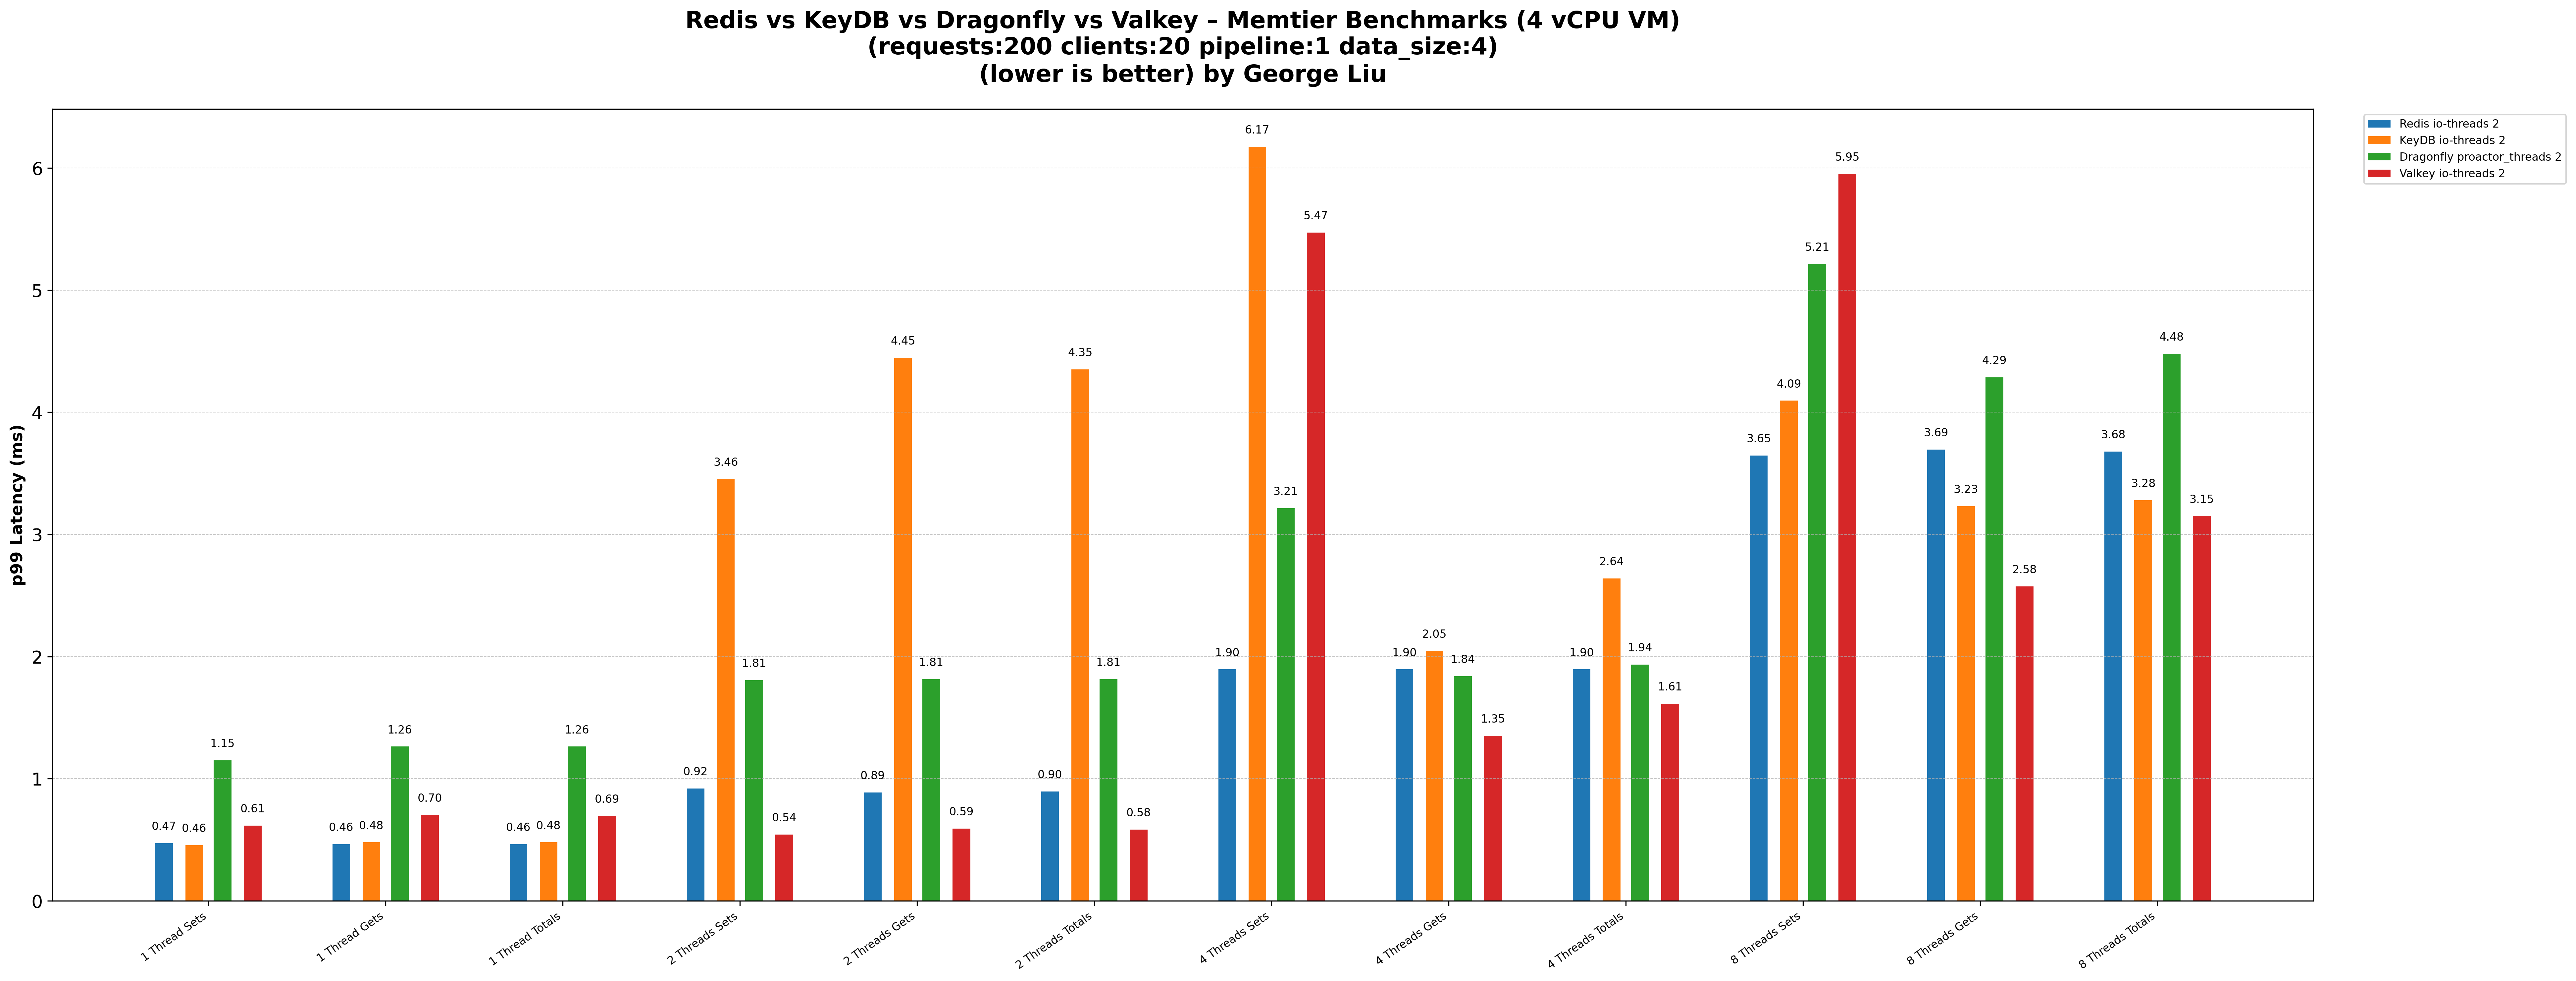 Redis vs KeyDB vs Dragonfly vs Valkey – Memtier Benchmarks (4 vCPU VM)
(requests:200 clients:20 pipeline:1 data_size:4)
(lower is better) by George Liu
Redis io-threads 2
KeyDB io-threads 2
Dragonfly proactor_threads 2
Valkey io-threads 2
p99 Latency (ms)
6
5
4
3
2
1
0
0.47 0.46 1.15 0.61
0.46 0.48 1.26 0.70
0.46 0.48 1.26 0.69
0.92 3.46 1.81 0.54
0.89 4.45 1.81 0.59
0.90 4.35 1.81 0.58
1.90 6.17 3.21 5.47
1.90 2.05 1.84 1.35
1.90 2.64 1.94 1.61
3.65 4.09 5.21 5.95
3.69 3.23 4.29 2.58
3.68 3.28 4.48 3.15
1 Thread Sets
1 Thread Gets
1 Thread Totals
2 Threads Sets
2 Threads Gets
2 Threads Totals
4 Threads Sets
4 Threads Gets
4 Threads Totals
8 Threads Sets
8 Threads Gets
8 Threads Totals